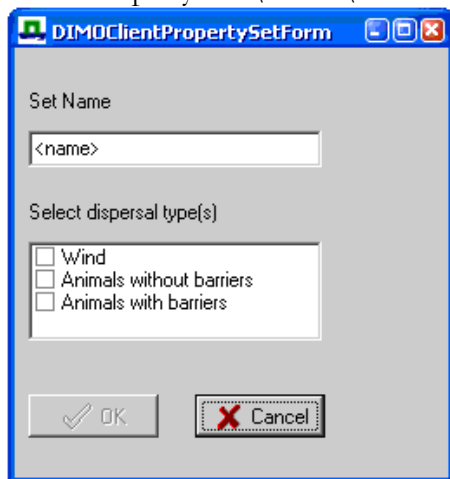 DIMOClientPropertySetForm
Set Name
<name>
Select dispersal type(s)
Wind
Animals without barriers
Animals with barriers
OK Cancel